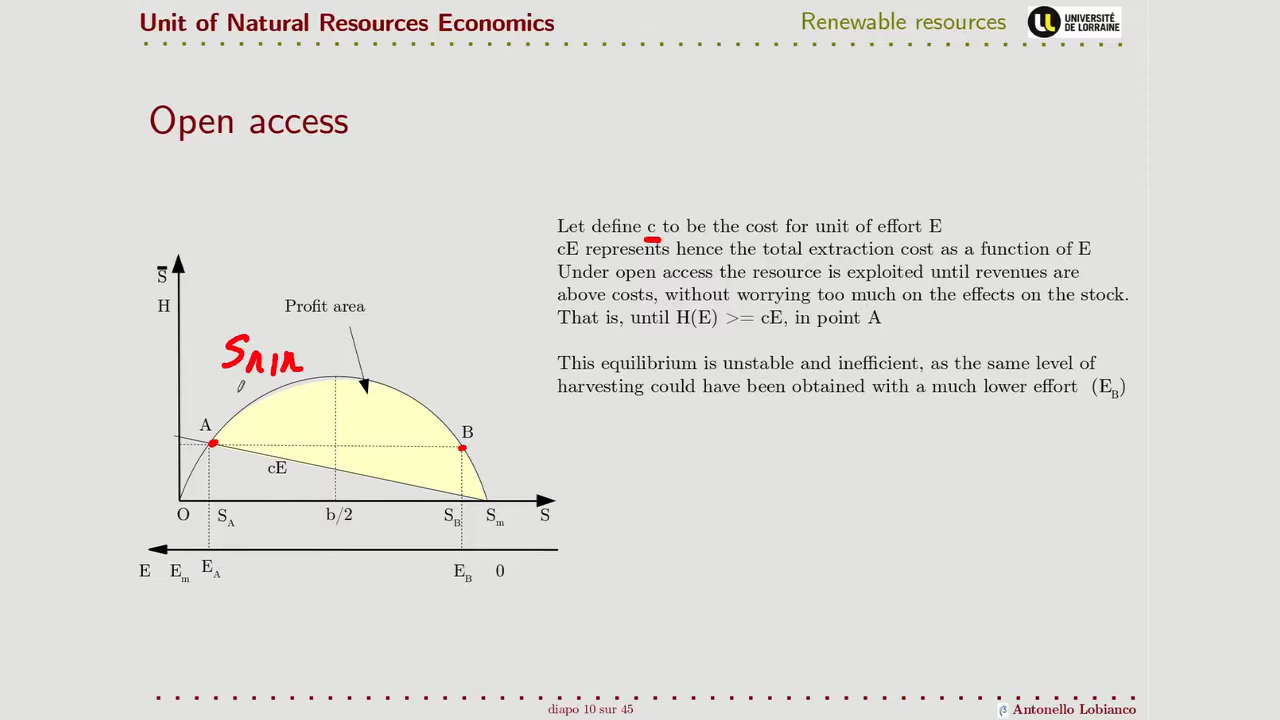 Unit of Natural Resources Economics
Renewable resources
UNIVERSITÉ
DE LORRAINE
Open access
Let define c to be the cost for unit of effort E
cE represents hence the total extraction cost as a function of E
Under open access the resource is exploited until revenues are
above costs, without worrying too much on the effects on the stock.
That is, until H(E) >= cE, in point A
This equilibrium is unstable and inefficient, as the same level of
harvesting could have been obtained with a much lower effort (E_B)
S̅
H
Profit area
A
B
cE
O S_A b/2 S_B S_m S
E E_m E_A E_B 0
diapo 10 sur 45
Antonello Lobianco